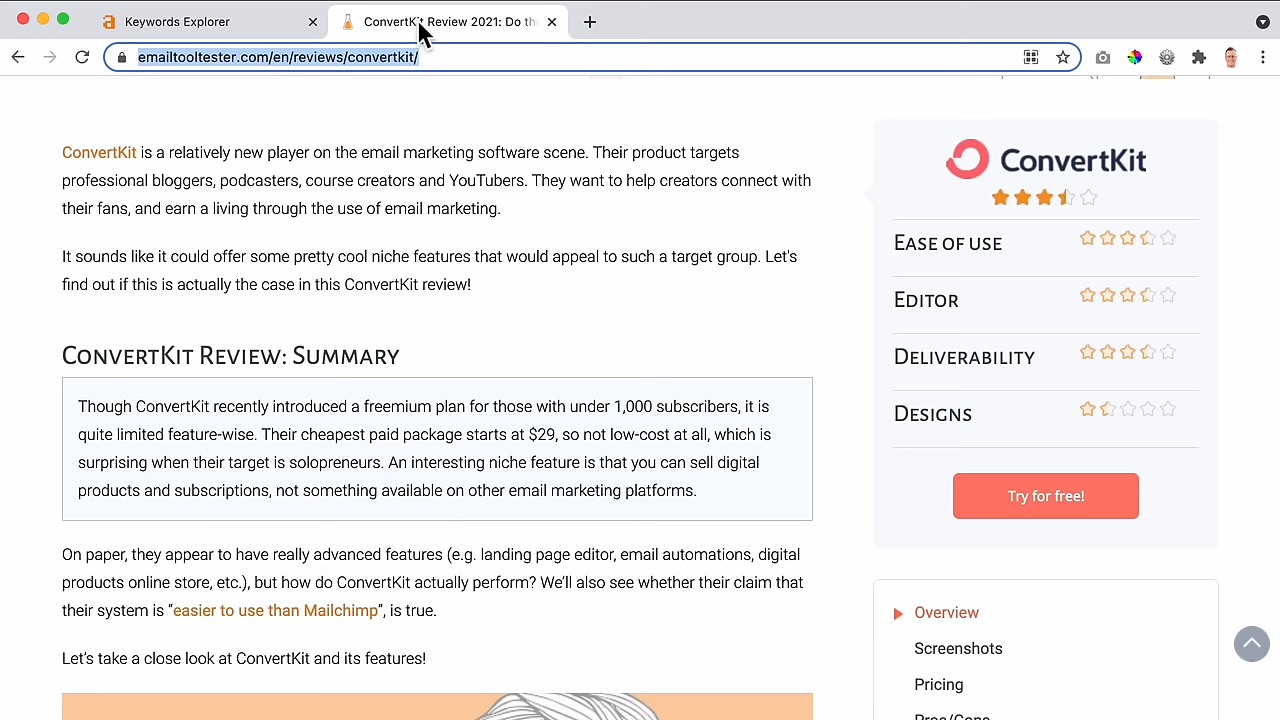 Keywords Explorer
ConvertKit Review 2021: Do the
emailtooltester.com/en/reviews/convertkit/
ConvertKit is a relatively new player on the email marketing software scene. Their product targets
professional bloggers, podcasters, course creators and YouTubers. They want to help creators connect with
their fans, and earn a living through the use of email marketing.
It sounds like it could offer some pretty cool niche features that would appeal to such a target group. Let's
find out if this is actually the case in this ConvertKit review!
ConvertKit Review: Summary
Though ConvertKit recently introduced a freemium plan for those with under 1,000 subscribers, it is
quite limited feature-wise. Their cheapest paid package starts at $29, so not low-cost at all, which is
surprising when their target is solopreneurs. An interesting niche feature is that you can sell digital
products and subscriptions, not something available on other email marketing platforms.
On paper, they appear to have really advanced features (e.g. landing page editor, email automations, digital
products online store, etc.), but how do ConvertKit actually perform? We’ll also see whether their claim that
their system is “easier to use than Mailchimp”, is true.
Let’s take a close look at ConvertKit and its features!
ConvertKit
Ease of use
Editor
Deliverability
Designs
Try for free!
Overview
Screenshots
Pricing
Pros/Cons